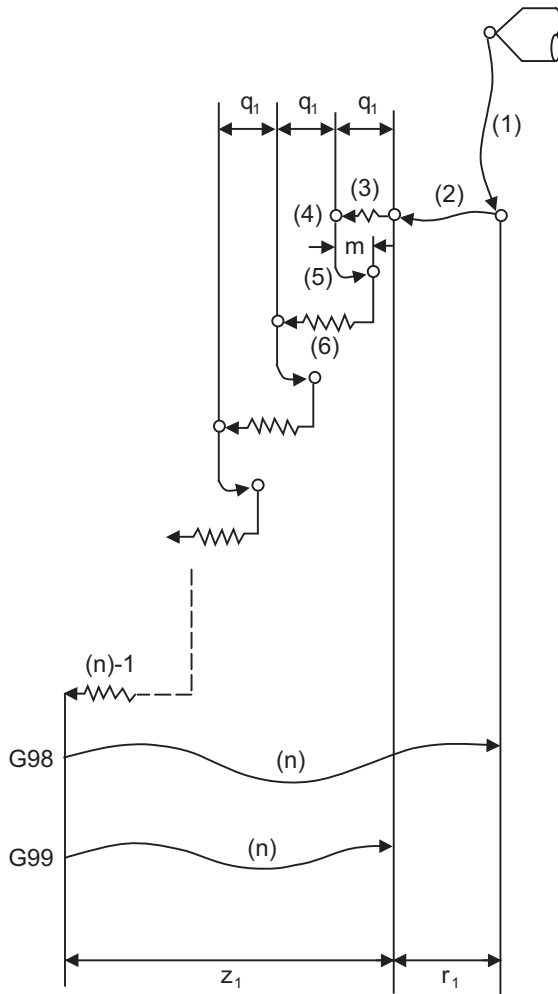 (1)
q₁ q₁ q₁
(3) (2)
(4)
m
(5)
(6)
(n)-1
G98 (n)
G99 (n)
z₁ r₁